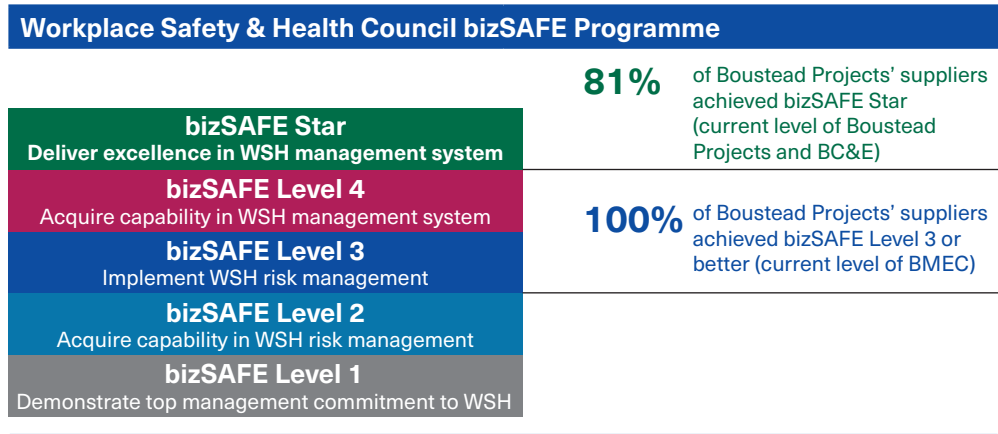 Workplace Safety & Health Council bizSAFE Programme
81%
of Boustead Projects' suppliers
achieved bizSAFE Star
(current level of Boustead
Projects and BC&E)
bizSAFE Star
Deliver excellence in WSH management system
bizSAFE Level 4
Acquire capability in WSH management system
100%
of Boustead Projects' suppliers
achieved bizSAFE Level 3 or
better (current level of BMEC)
bizSAFE Level 3
Implement WSH risk management
bizSAFE Level 2
Acquire capability in WSH risk management
bizSAFE Level 1
Demonstrate top management commitment to WSH